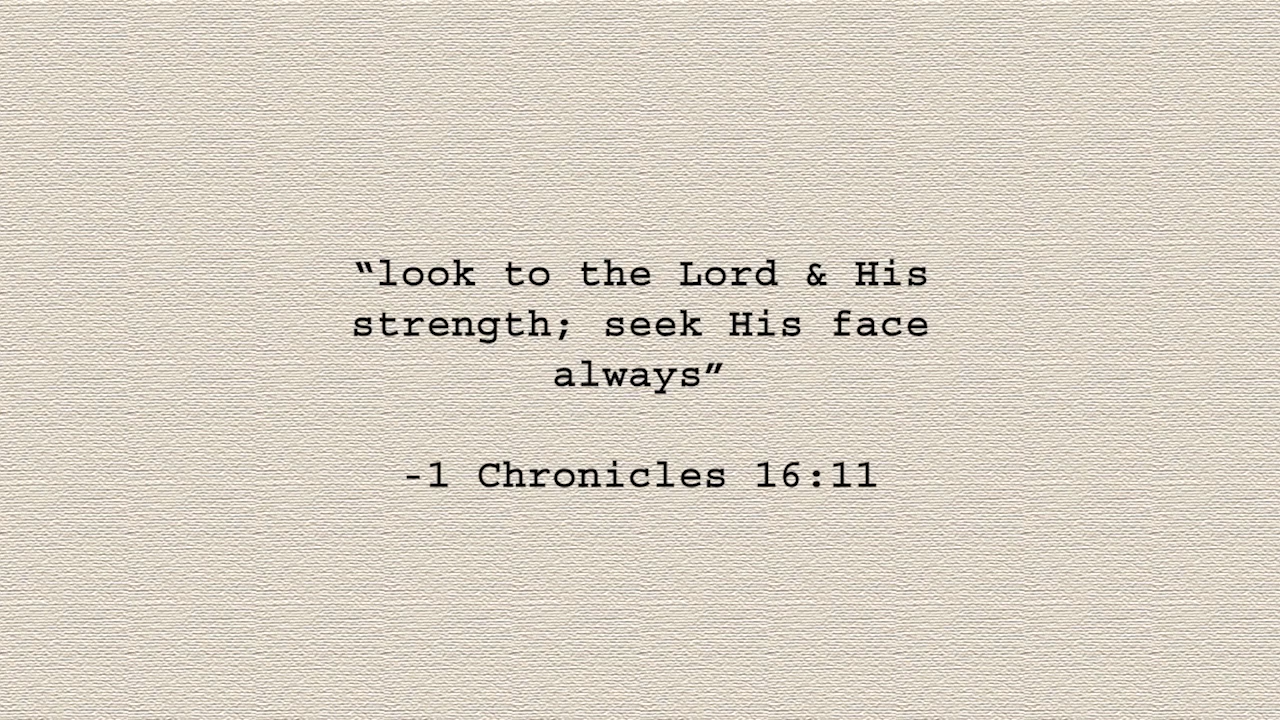 “look to the Lord & His
strength; seek His face
always”
-1 Chronicles 16:11